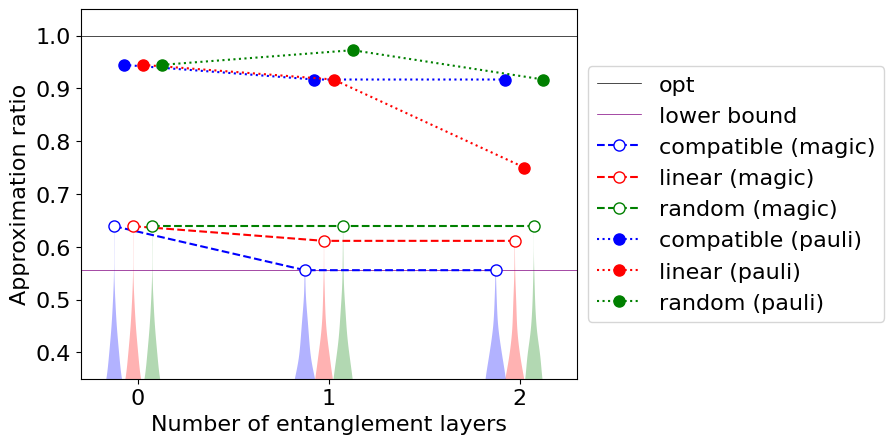 Approximation ratio
1.0
0.9
0.8
0.7
0.6
0.5
0.4
0
1
2
Number of entanglement layers
opt
lower bound
compatible (magic)
linear (magic)
random (magic)
compatible (pauli)
linear (pauli)
random (pauli)